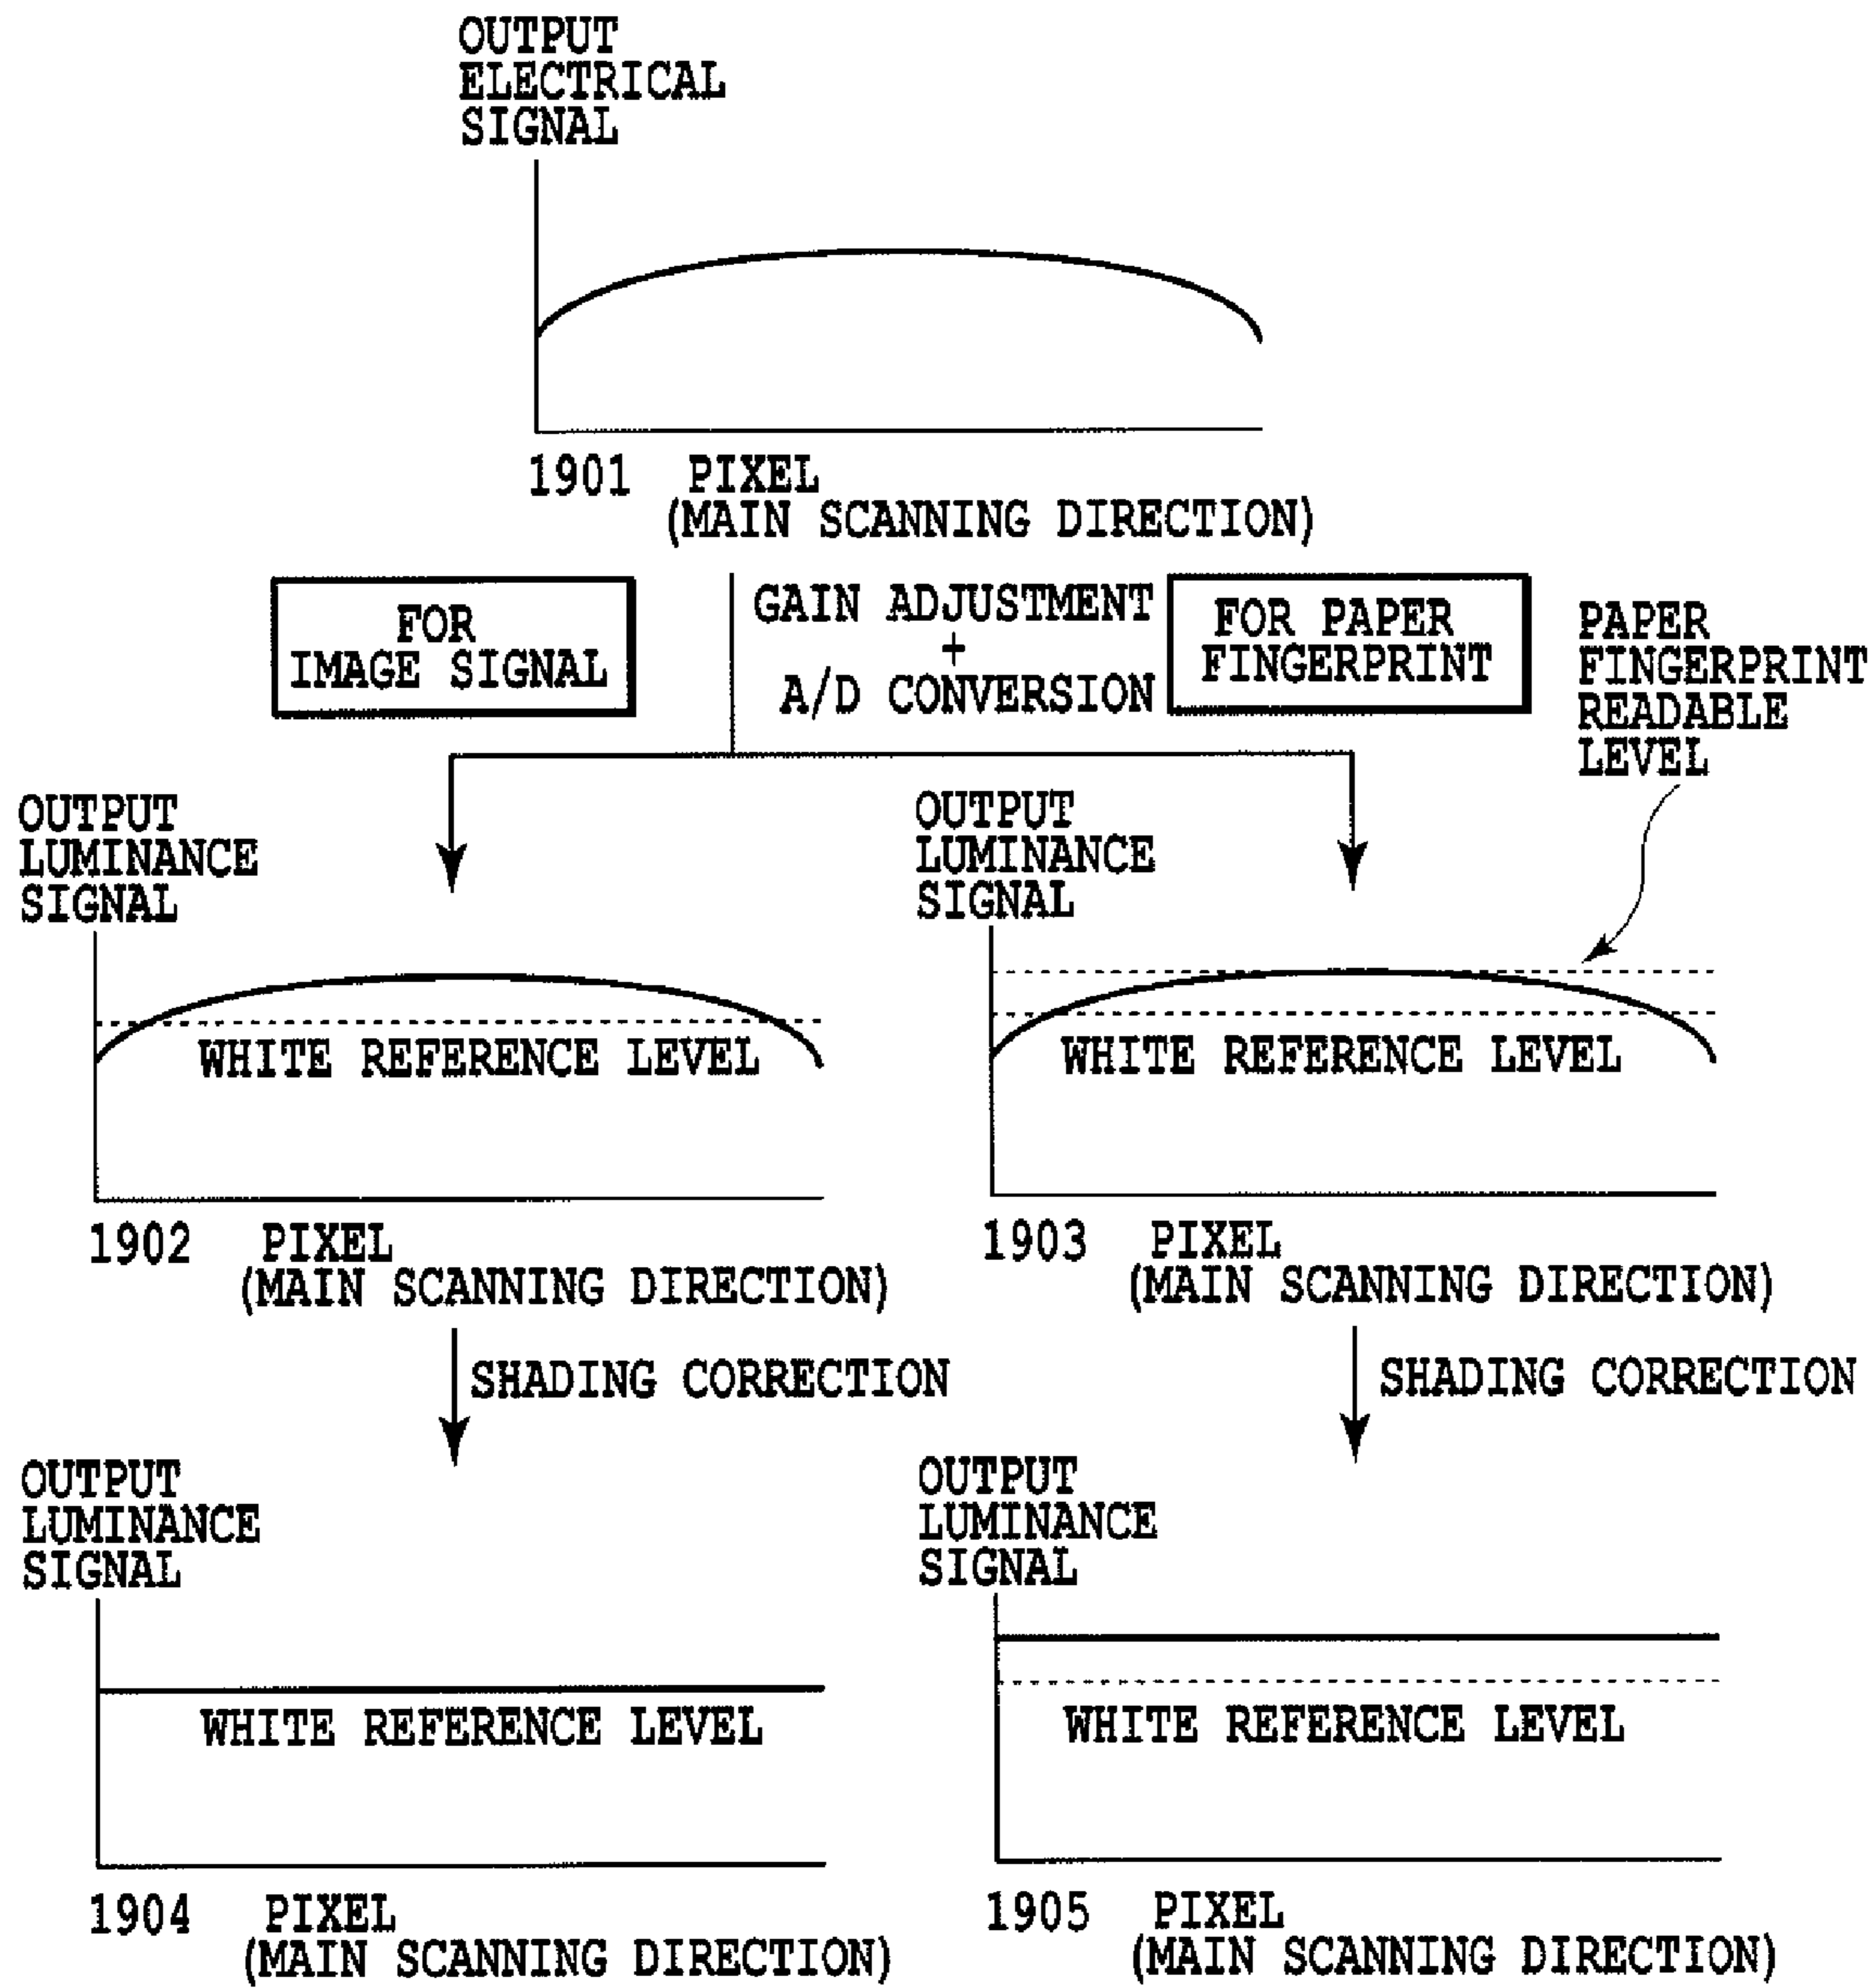 OUTPUT
ELECTRICAL
SIGNAL
1901 PIXEL
(MAIN SCANNING DIRECTION)
FOR
IMAGE SIGNAL
GAIN ADJUSTMENT
+
A/D CONVERSION
FOR PAPER
FINGERPRINT
PAPER
FINGERPRINT
READABLE
LEVEL
OUTPUT
LUMINANCE
SIGNAL
WHITE REFERENCE LEVEL
1902 PIXEL
(MAIN SCANNING DIRECTION)
OUTPUT
LUMINANCE
SIGNAL
WHITE REFERENCE LEVEL
1903 PIXEL
(MAIN SCANNING DIRECTION)
SHADING CORRECTION
SHADING CORRECTION
OUTPUT
LUMINANCE
SIGNAL
WHITE REFERENCE LEVEL
1904 PIXEL
(MAIN SCANNING DIRECTION)
OUTPUT
LUMINANCE
SIGNAL
WHITE REFERENCE LEVEL
1905 PIXEL
(MAIN SCANNING DIRECTION)